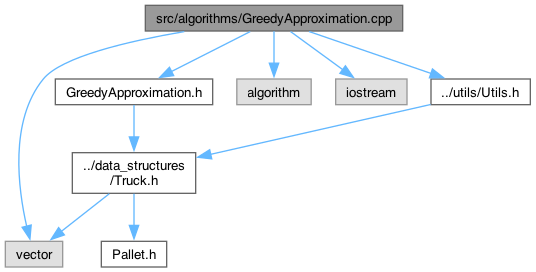 src/algorithms/GreedyApproximation.cpp
GreedyApproximation.h
algorithm
iostream
../utils/Utils.h
../data_structures
/Truck.h
vector
Pallet.h